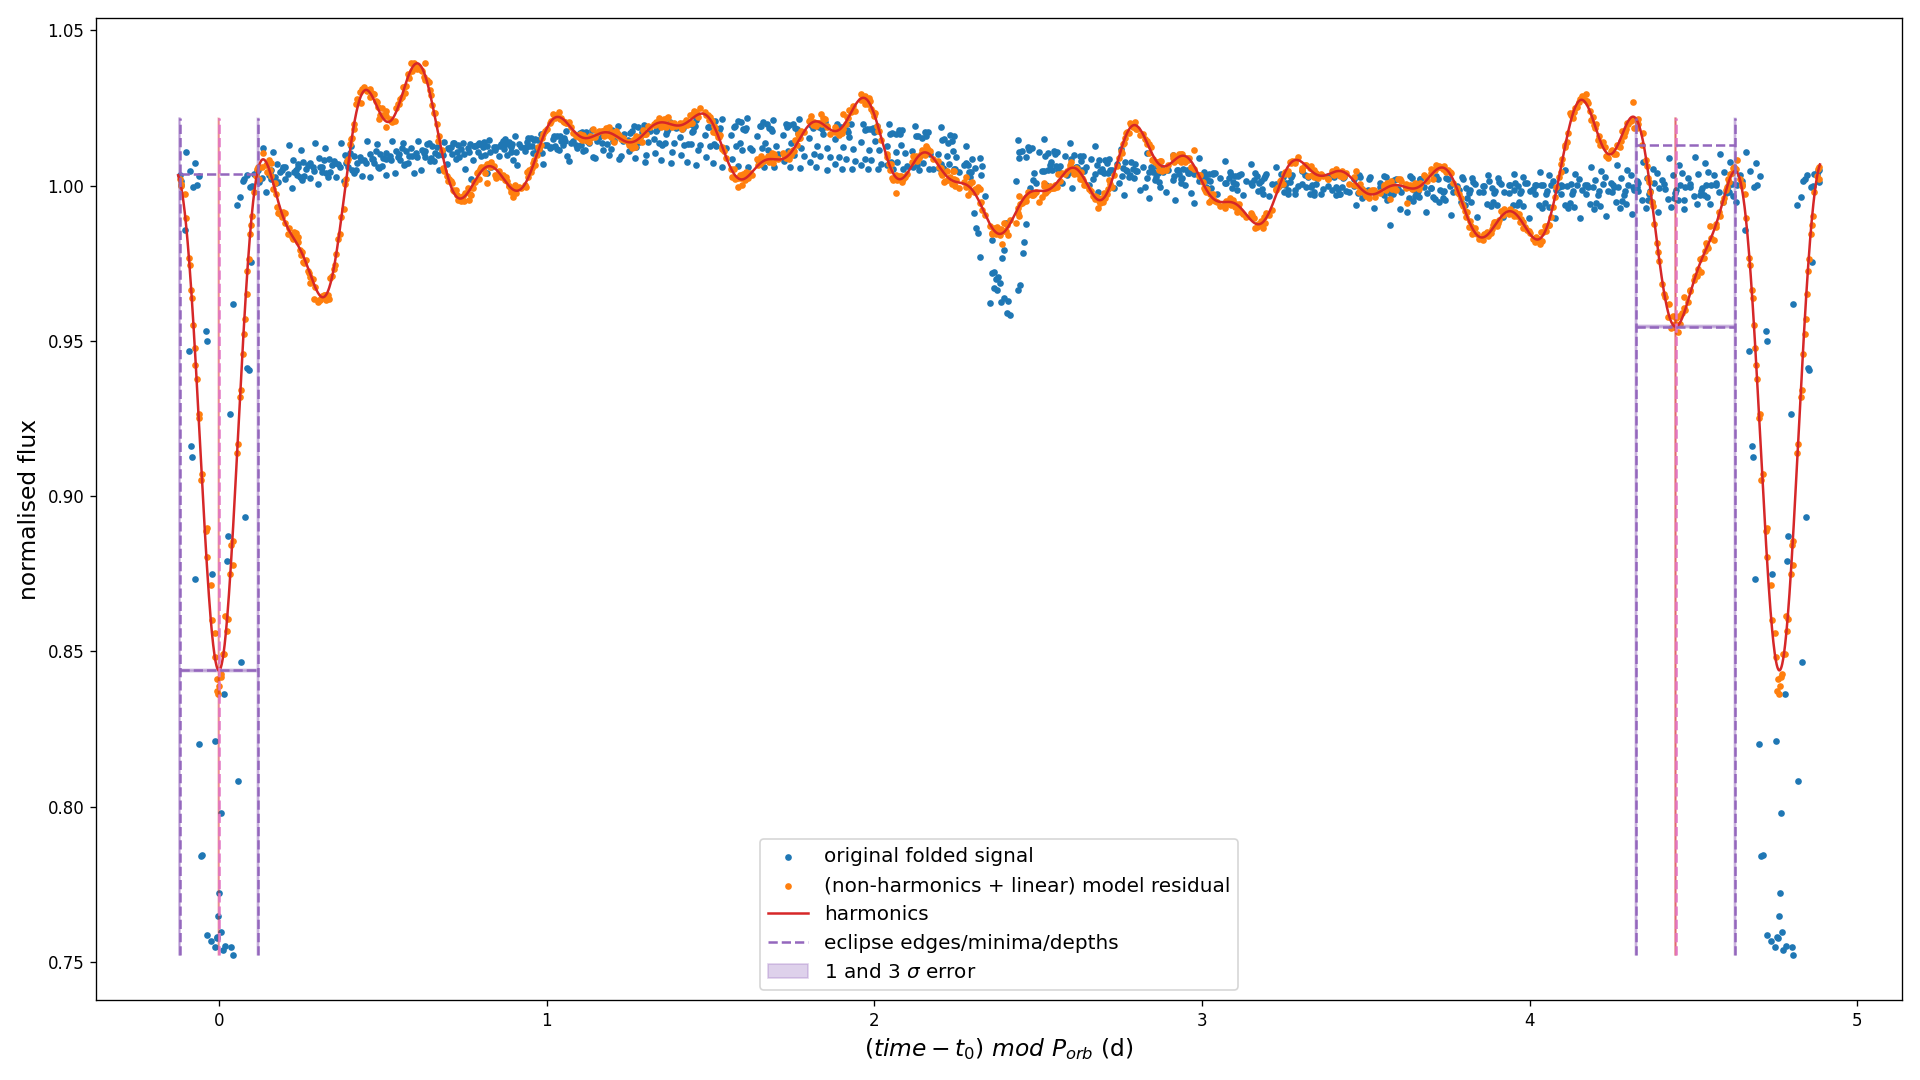 1.05
1.00
0.95
0.90
0.85
0.80
0.75
normalised flux
original folded signal
(non-harmonics + linear) model residual
harmonics
eclipse edges/minima/depths
1 and 3 σ error
0 1 2 3 4 5
(time − t₀) mod Pₒᵣb (d)